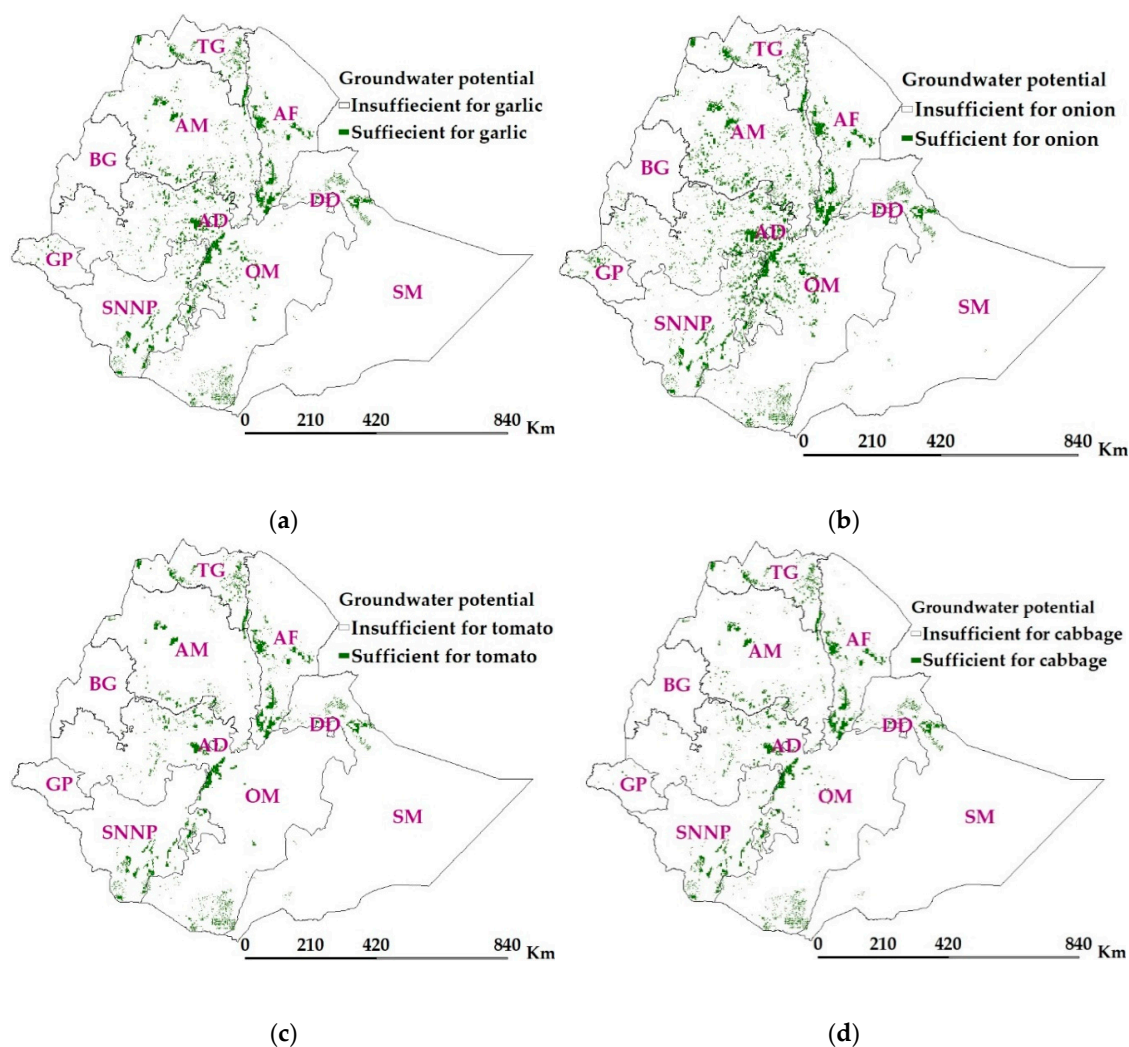 TG
Groundwater potential
Insuffiecient for garlic
Suffiecient for garlic
AF
AM
BG
DD
AD
GP
OM
SM
SNNP
0 210 420 840 Km
(a)
TG
Groundwater potential
Insufficient for onion
Sufficient for onion
AF
AM
BG
DD
AD
GP
OM
SM
SNNP
0 210 420 840 Km
(b)
TG
Groundwater potential
Insufficient for tomato
Sufficient for tomato
AF
AM
BG
DD
AD
GP
OM
SM
SNNP
0 210 420 840 Km
(c)
TG
Groundwater potential
Insufficient for cabbage
Sufficient for cabbage
AF
AM
BG
DD
AD
GP
OM
SM
SNNP
0 210 420 840 Km
(d)